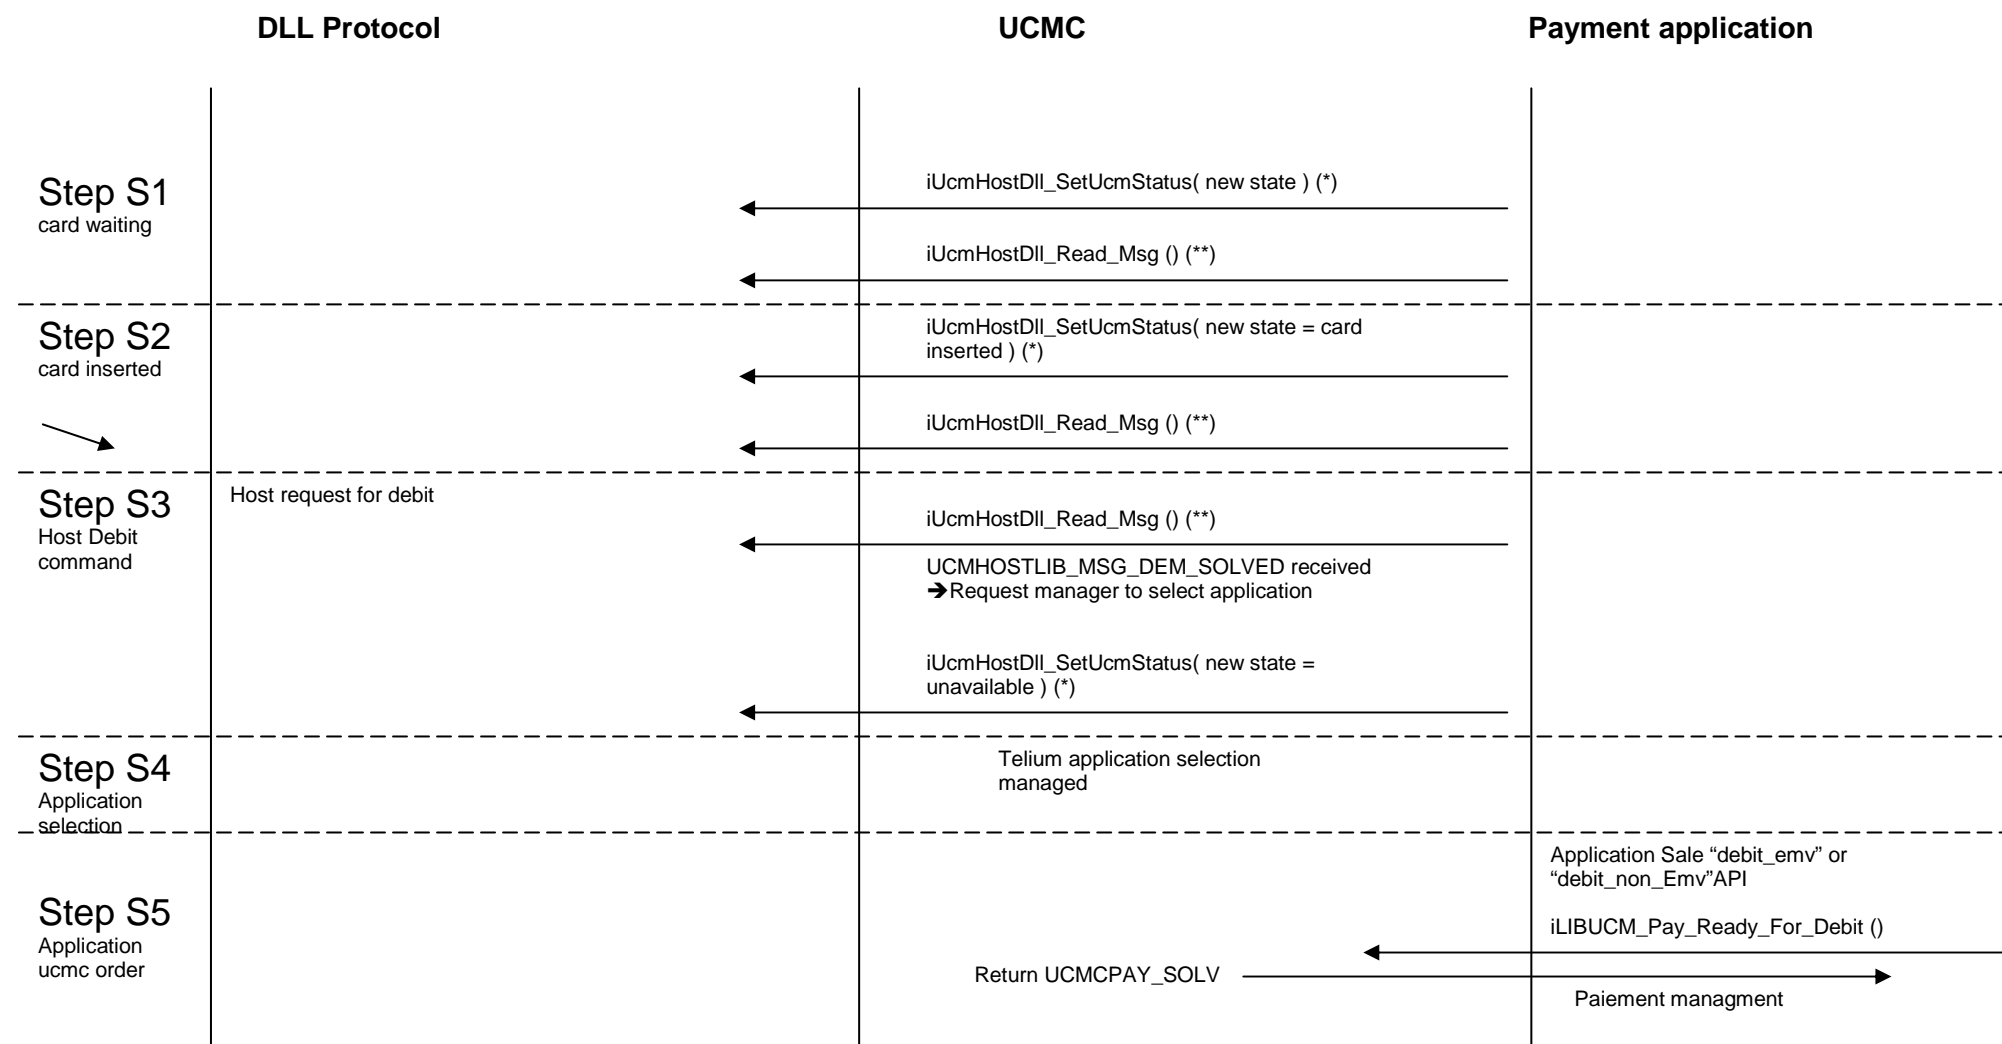 DLL Protocol
UCMC
Payment application
Step S1
card waiting
iUcmHostDll_SetUcmStatus( new state ) (*)
iUcmHostDll_Read_Msg () (**)
Step S2
card inserted
iUcmHostDll_SetUcmStatus( new state = card
inserted ) (*)
iUcmHostDll_Read_Msg () (**)
Step S3
Host Debit
command
Host request for debit
iUcmHostDll_Read_Msg () (**)
UCMHOSTLIB_MSG_DEM_SOLVED received
➔Request manager to select application
iUcmHostDll_SetUcmStatus( new state =
unavailable ) (*)
Step S4
Application
selection
Telium application selection
managed
Step S5
Application
ucmc order
Application Sale “debit_emv” or
“debit_non_Emv”API
iLIBUCM_Pay_Ready_For_Debit ()
Return UCMCPAY_SOLV
Paiement managment